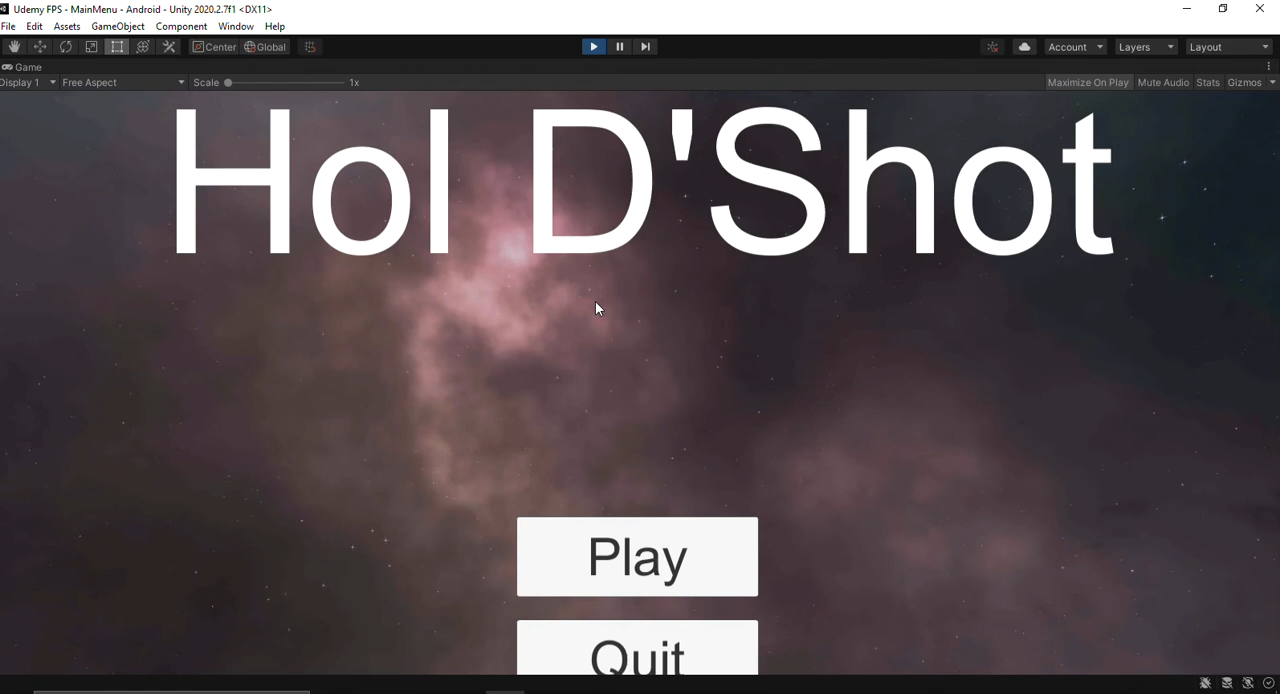 Udemy FPS - MainMenu - Android - Unity 2020.2.7f1 <DX11>
File Edit Assets GameObject Component Window Help
Center Global Account Layers Layout
Game
Display 1 Free Aspect Scale 1x Maximize On Play Mute Audio Stats Gizmos
Hol D'Shot
Play
Quit